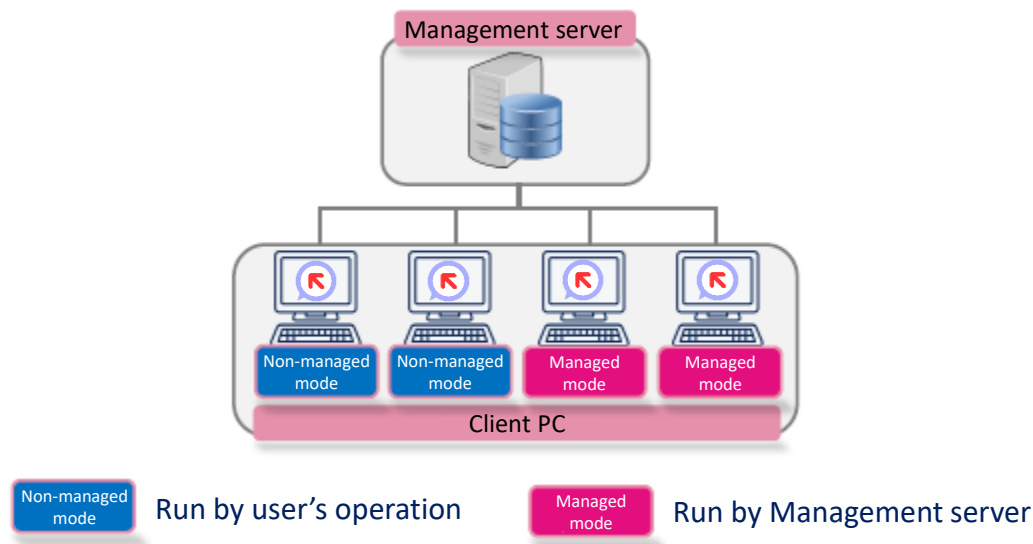 Management server
Non-managed
mode
Non-managed
mode
Managed
mode
Managed
mode
Client PC
Non-managed
mode
Run by user's operation
Managed
mode
Run by Management server